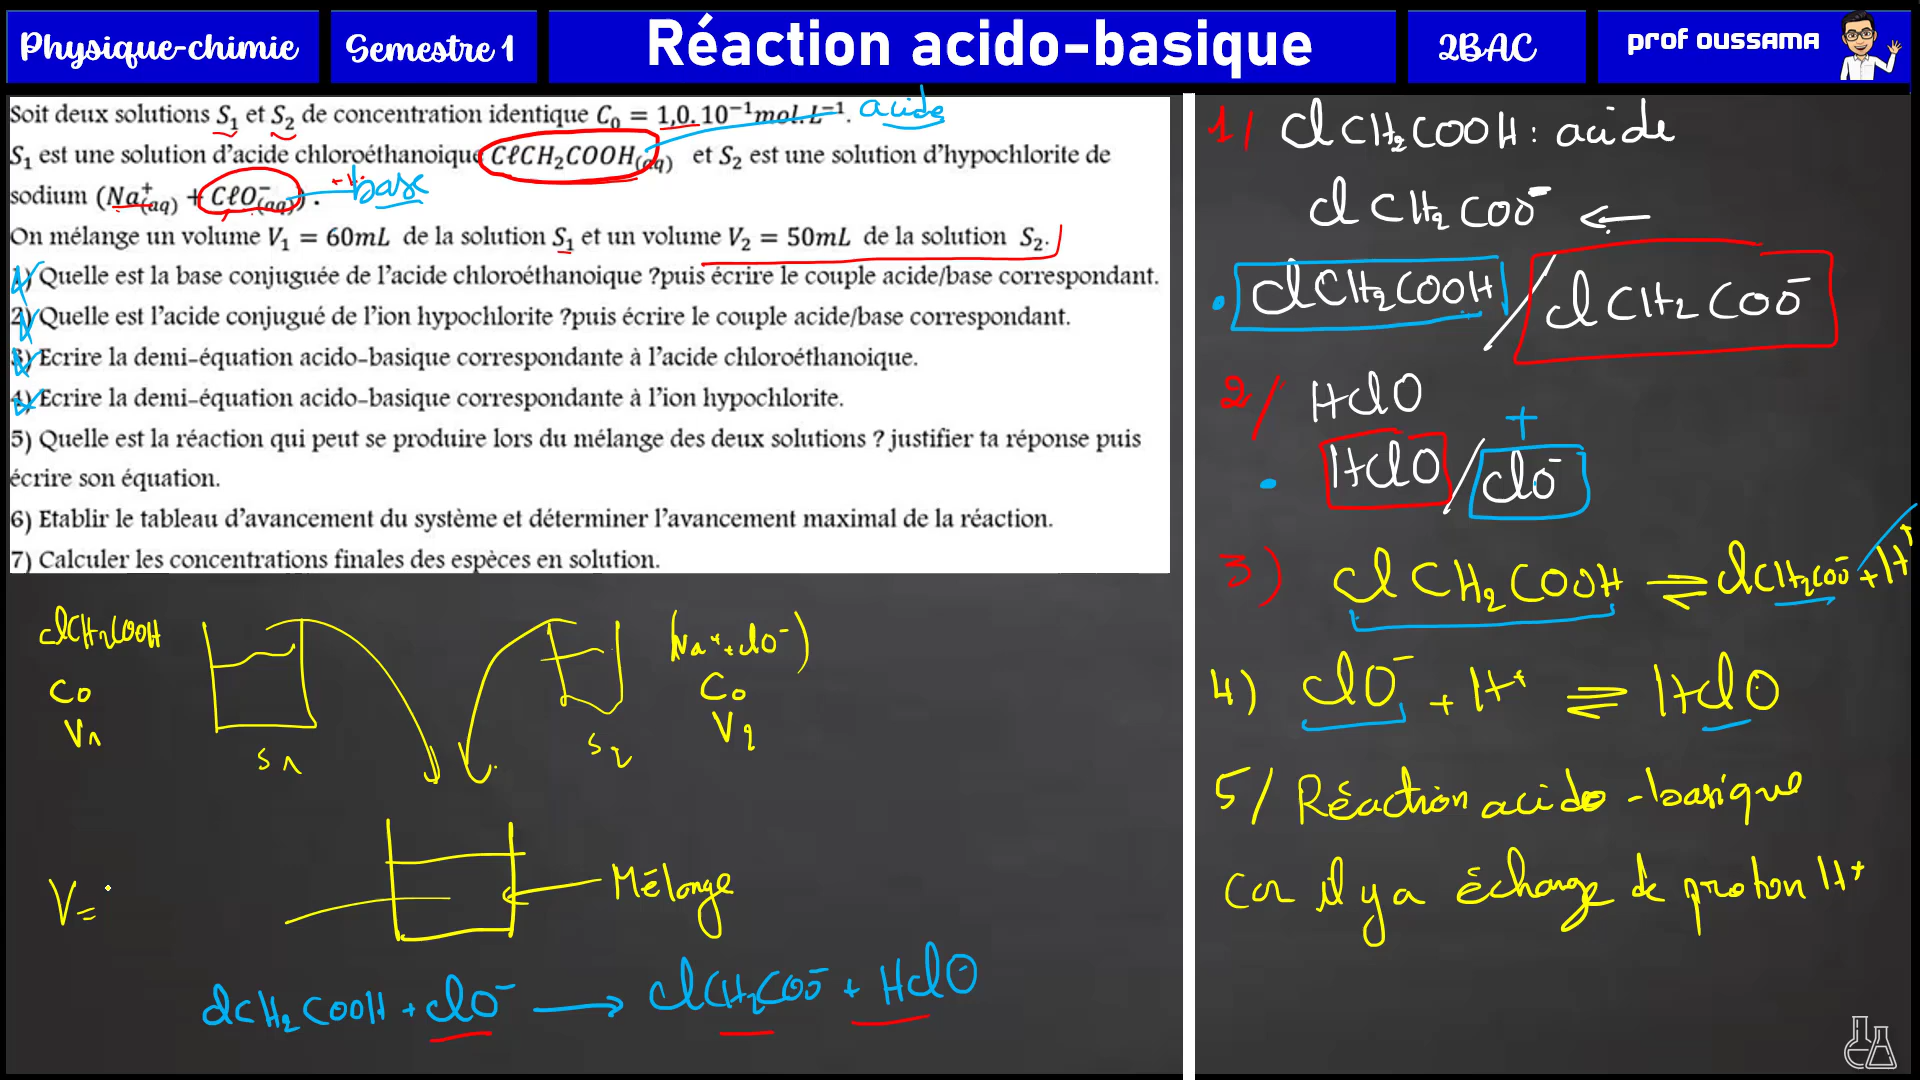 Physique-chimie
Semestre 1
Réaction acido-basique
2BAC
prof OUSSAMA
Soit deux solutions S₁ et S₂ de concentration identique C₀ = 1,0.10⁻¹mol.L⁻¹.
acide
S₁ est une solution d'acide chloroéthanoique CℓCH₂COOH₍aq₎ et S₂ est une solution d'hypochlorite de
sodium (Na⁺₍aq₎ + CℓO⁻₍aq₎).
base
On mélange un volume V₁ = 60mL de la solution S₁ et un volume V₂ = 50mL de la solution S₂.
1) Quelle est la base conjuguée de l'acide chloroéthanoique ?puis écrire le couple acide/base correspondant.
2) Quelle est l'acide conjugué de l'ion hypochlorite ?puis écrire le couple acide/base correspondant.
3) Ecrire la demi-équation acido-basique correspondante à l'acide chloroéthanoique.
4) Ecrire la demi-équation acido-basique correspondante à l'ion hypochlorite.
5) Quelle est la réaction qui peut se produire lors du mélange des deux solutions ? justifier ta réponse puis
écrire son équation.
6) Etablir le tableau d'avancement du système et déterminer l'avancement maximal de la réaction.
7) Calculer les concentrations finales des espèces en solution.
ClCH₂COOH
C₀
V₁
S₁
(Na⁺ + ClO⁻)
C₀
V₂
S₂
V =
Mélange
ClCH₂COOH + ClO⁻ → ClCH₂COO⁻ + HClO
1/ ClCH₂COOH : acide
ClCH₂COO⁻ ←
• ClCH₂COOH / ClCH₂COO⁻
2/ HClO
+
• HClO / ClO⁻
3) ClCH₂COOH ⇌ ClCH₂COO⁻ + H⁺
4) ClO⁻ + H⁺ ⇌ HClO
5/ Réaction acido-basique
car il y a échange de proton H⁺